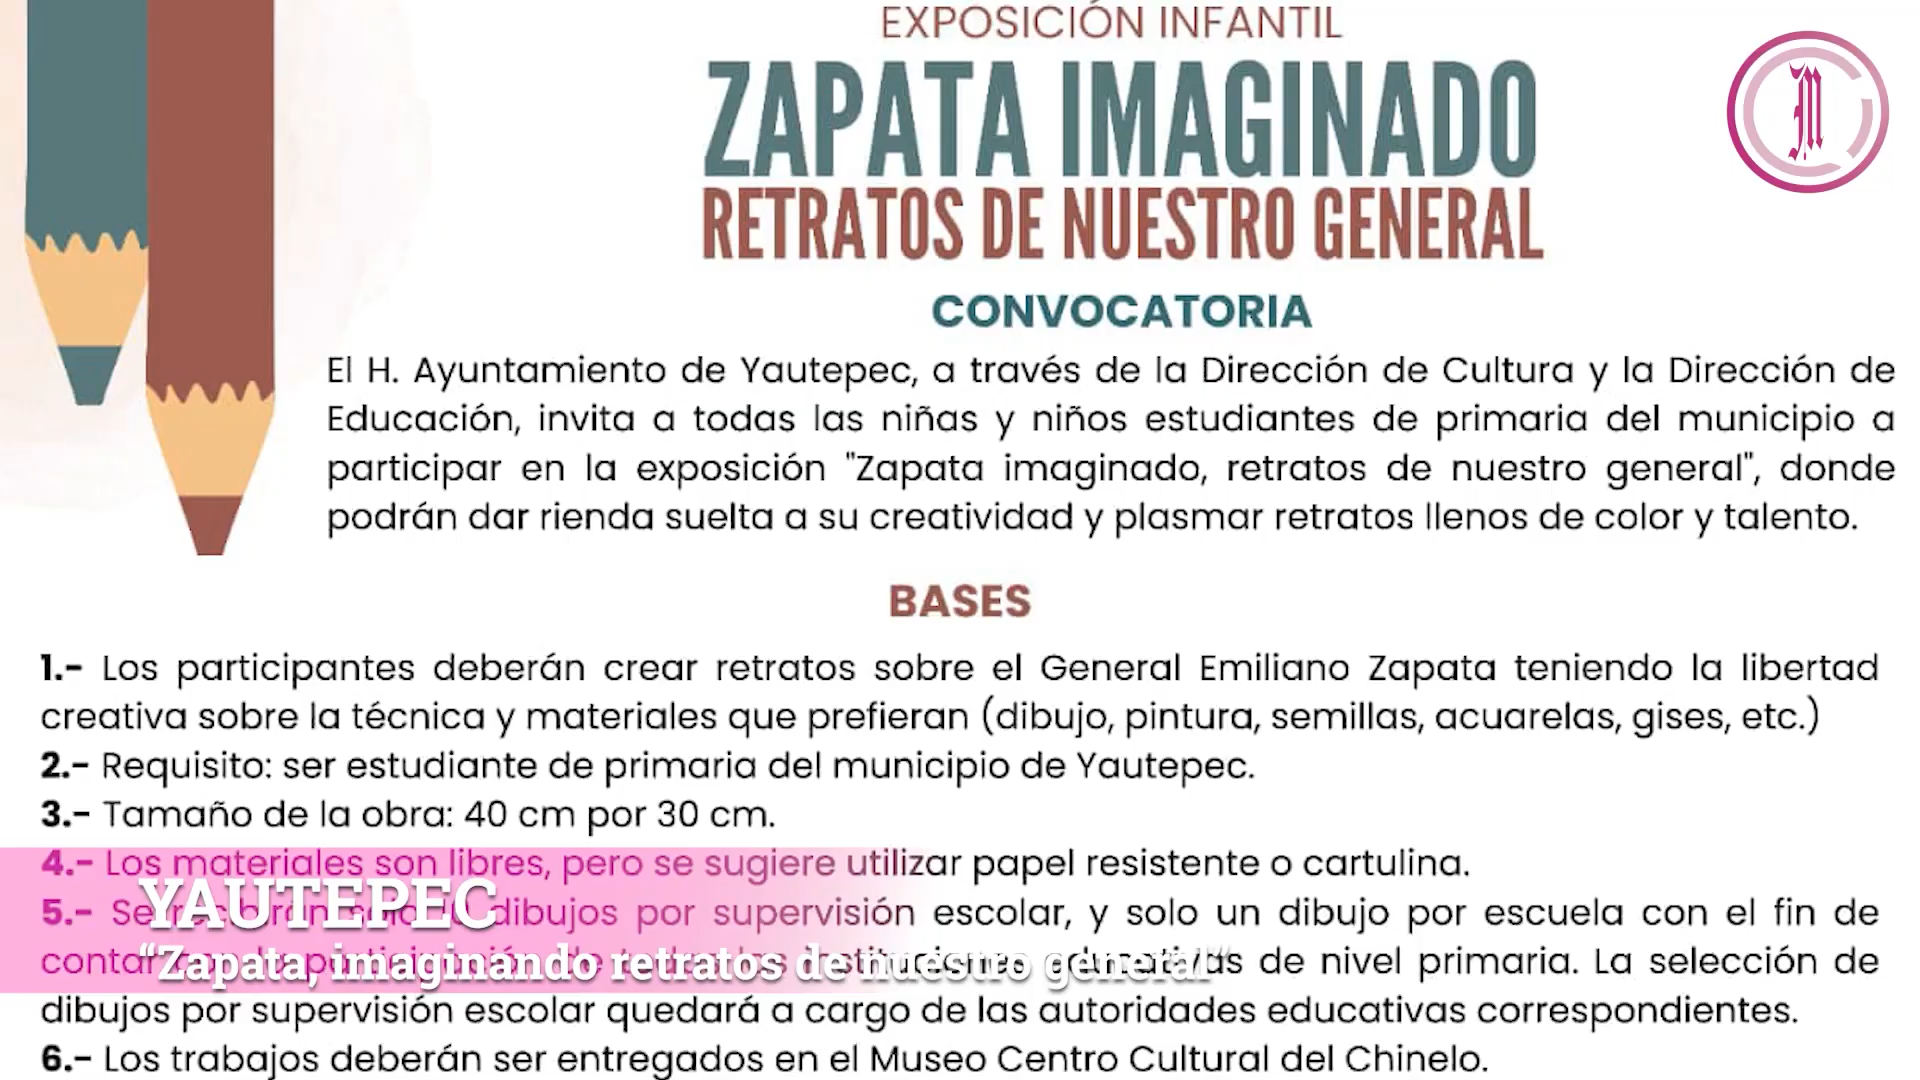 EXPOSICIÓN INFANTIL
ZAPATA IMAGINADO
RETRATOS DE NUESTRO GENERAL
CONVOCATORIA
El H. Ayuntamiento de Yautepec, a través de la Dirección de Cultura y la Dirección de
Educación, invita a todas las niñas y niños estudiantes de primaria del municipio a
participar en la exposición "Zapata imaginado, retratos de nuestro general", donde
podrán dar rienda suelta a su creatividad y plasmar retratos llenos de color y talento.
BASES
1.- Los participantes deberán crear retratos sobre el General Emiliano Zapata teniendo la libertad
creativa sobre la técnica y materiales que prefieran (dibujo, pintura, semillas, acuarelas, gises, etc.)
2.- Requisito: ser estudiante de primaria del municipio de Yautepec.
3.- Tamaño de la obra: 40 cm por 30 cm.
4.- Los materiales son libres, pero se sugiere utilizar papel resistente o cartulina.
YAUTEPEC
5.- dibujos por supervisión escolar, y solo un dibujo por escuela con el fin de
“Zapata, imaginando retratos de nuestro general”
contar de nivel primaria. La selección de
dibujos por supervisión escolar quedará a cargo de las autoridades educativas correspondientes.
6.- Los trabajos deberán ser entregados en el Museo Centro Cultural del Chinelo.